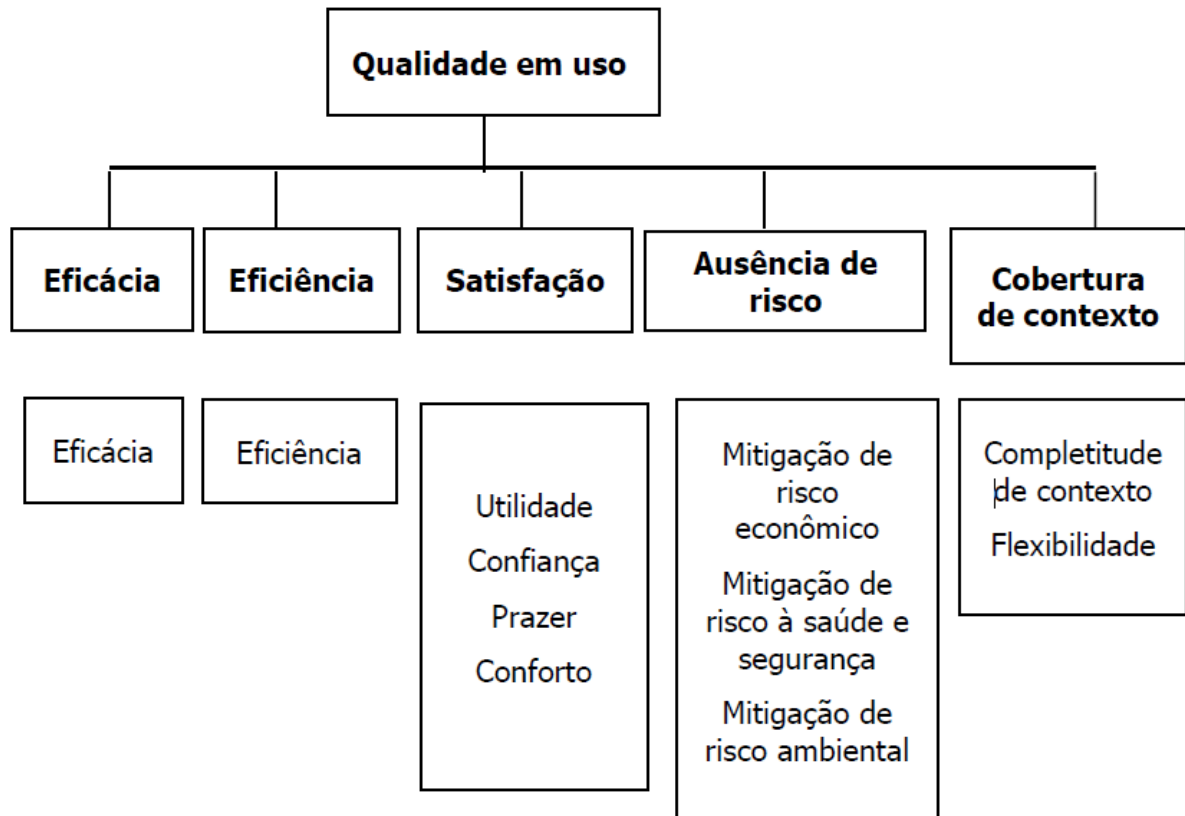 Qualidade em uso
Eficácia
Eficiência
Satisfação
Ausência de
risco
Cobertura
de contexto
Eficácia
Eficiência
Utilidade
Confiança
Prazer
Conforto
Mitigação de
risco
econômico
Mitigação de
risco à saúde e
segurança
Mitigação de
risco ambiental
Completitude
de contexto
Flexibilidade